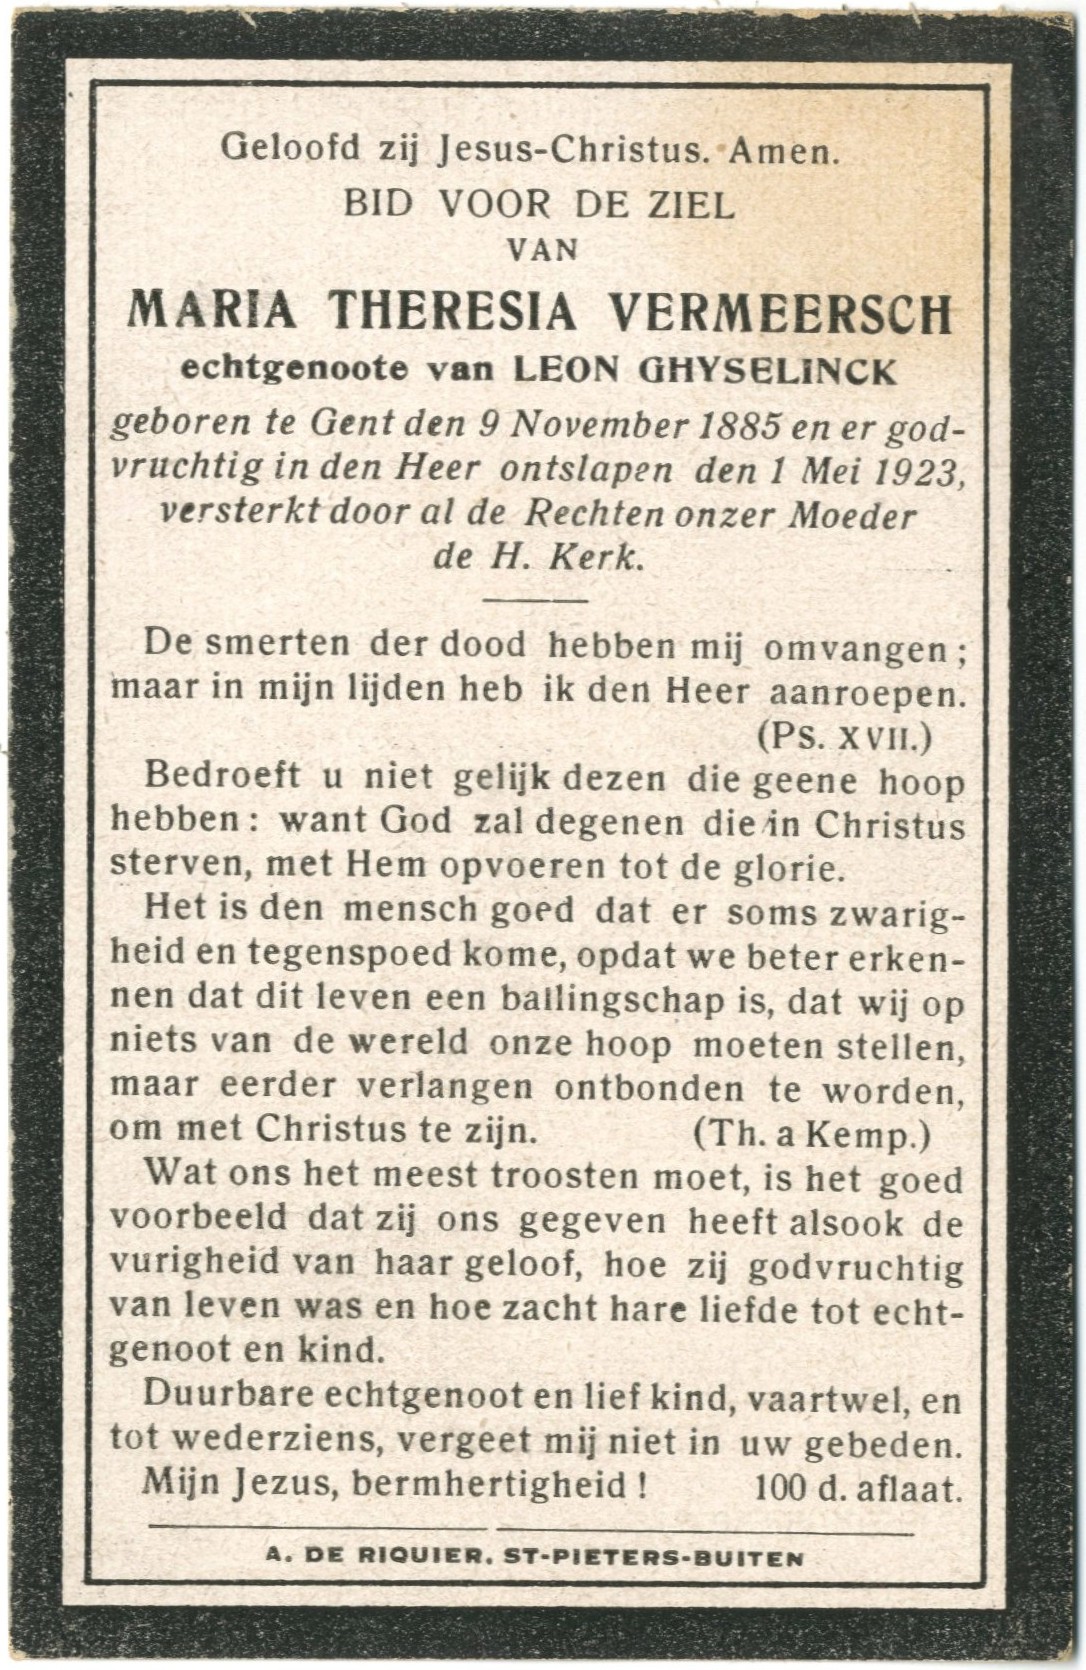 Geloofd zij Jesus-Christus. Amen.
BID VOOR DE ZIEL
VAN
MARIA THERESIA VERMEERSCH
echtgenoote van LEON GHYSELINCK
geboren te Gent den 9 November 1885 en er god-
vruchtig in den Heer ontslapen den 1 Mei 1923,
versterkt door al de Rechten onzer Moeder
de H. Kerk.
De smerten der dood hebben mij omvangen ;
maar in mijn lijden heb ik den Heer aanroepen.
(Ps. XVII.)
Bedroeft u niet gelijk dezen die geene hoop
hebben : want God zal degenen die in Christus
sterven, met Hem opvoeren tot de glorie.
Het is den mensch goed dat er soms zwarig-
heid en tegenspoed kome, opdat we beter erken-
nen dat dit leven een ballingschap is, dat wij op
niets van de wereld onze hoop moeten stellen,
maar eerder verlangen ontbonden te worden,
om met Christus te zijn. (Th. a Kemp.)
Wat ons het meest troosten moet, is het goed
voorbeeld dat zij ons gegeven heeft alsook de
vurigheid van haar geloof, hoe zij godvruchtig
van leven was en hoe zacht hare liefde tot echt-
genoot en kind.
Duurbare echtgenoot en lief kind, vaartwel, en
tot wederziens, vergeet mij niet in uw gebeden.
Mijn Jezus, bermhertigheid ! 100 d. aflaat.
A. DE RIQUIER. ST-PIETERS-BUITEN